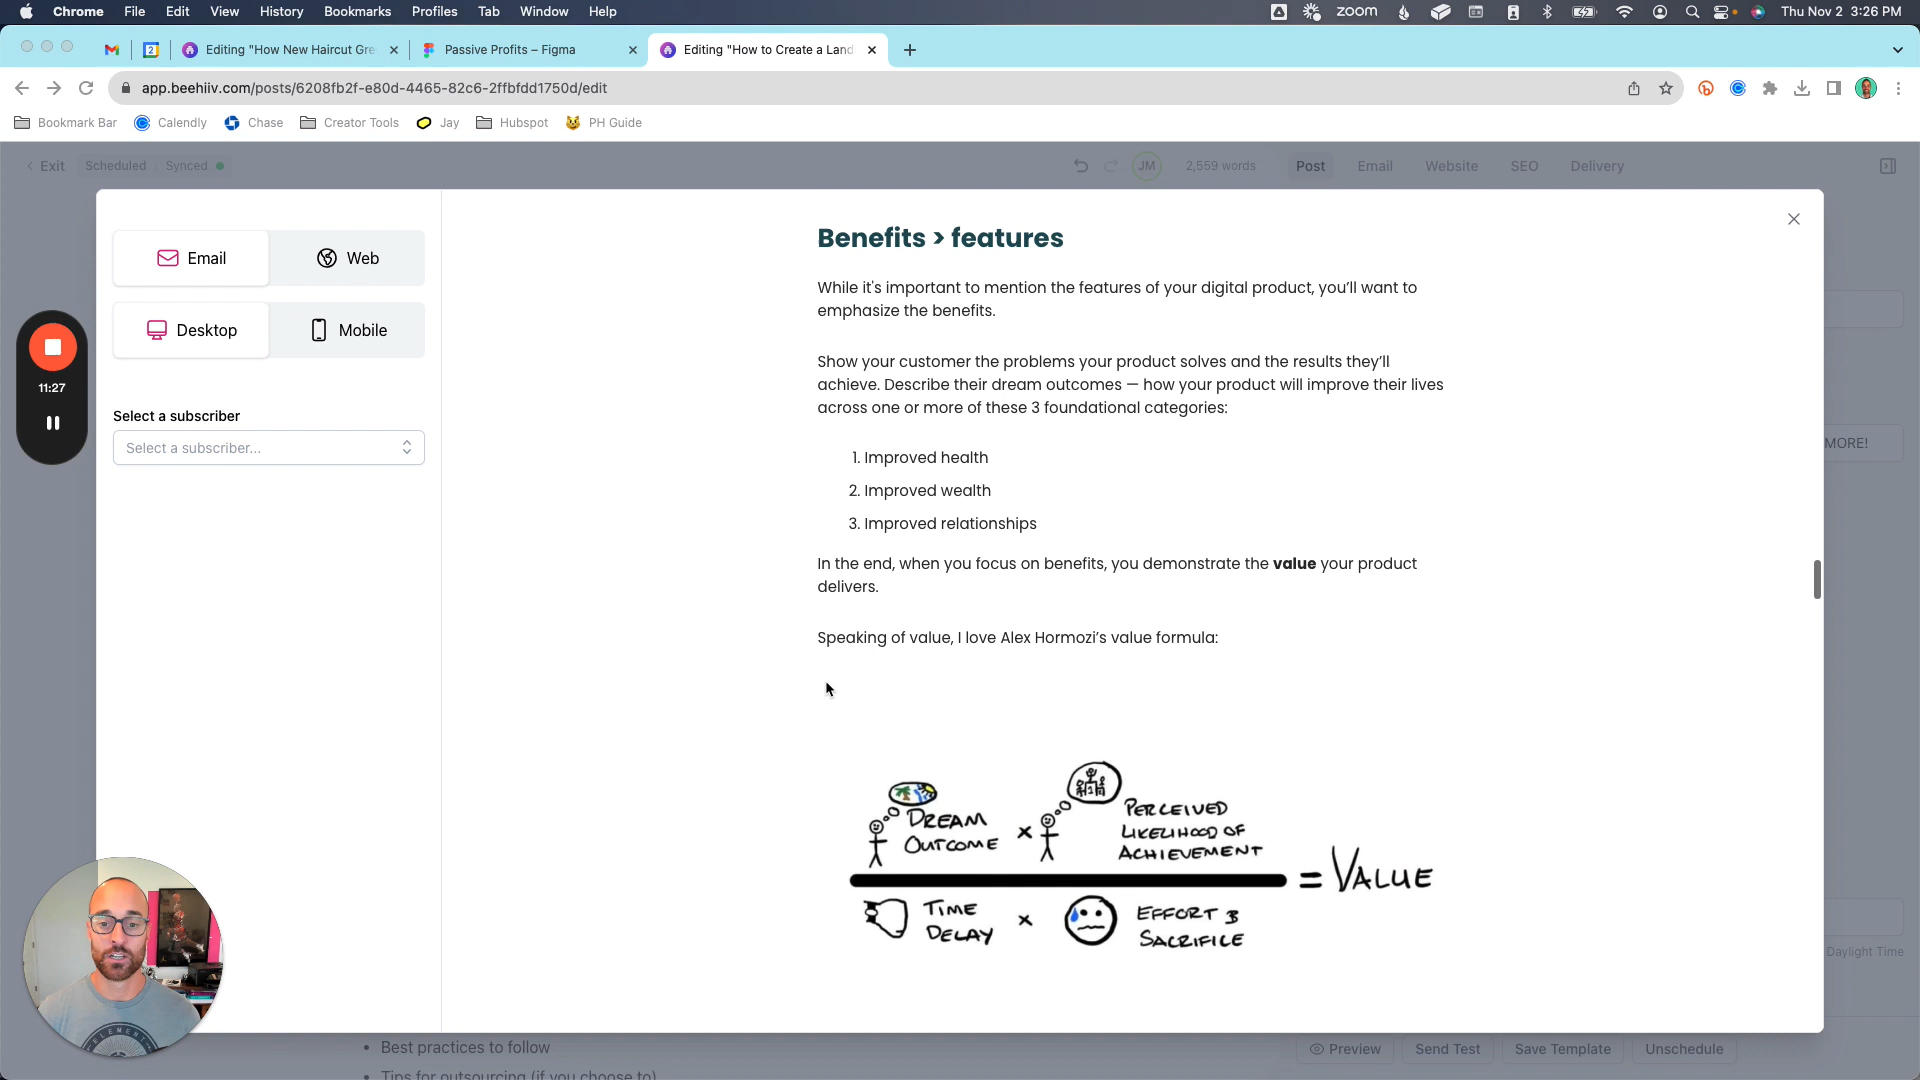 Chrome File Edit View History Bookmarks Profiles Tab Window Help
zoom
Thu Nov 2 3:26 PM
2
Editing "How New Haircut Gre
Passive Profits – Figma
Editing "How to Create a Land
app.beehiiv.com/posts/6208fb2f-e80d-4465-82c6-2ffbfdd1750d/edit
Bookmark Bar Calendly Chase Creator Tools Jay Hubspot PH Guide
Exit Scheduled Synced
JM 2,559 words Post Email Website SEO Delivery
Email Web
Desktop Mobile
11:27
Select a subscriber
Select a subscriber...
Benefits > features
While it's important to mention the features of your digital product, you’ll want to
emphasize the benefits.
Show your customer the problems your product solves and the results they’ll
achieve. Describe their dream outcomes — how your product will improve their lives
across one or more of these 3 foundational categories:
1. Improved health
2. Improved wealth
3. Improved relationships
In the end, when you focus on benefits, you demonstrate the value your product
delivers.
Speaking of value, I love Alex Hormozi’s value formula:
DREAM
OUTCOME
x
PERCEIVED
LIKELIHOOD OF
ACHIEVEMENT
= VALUE
TIME
DELAY
x
EFFORT &
SACRIFICE
MORE!
Daylight Time
ELEMENT
Best practices to follow
Tips for outsourcing (if you choose to)
Preview Send Test Save Template Unschedule